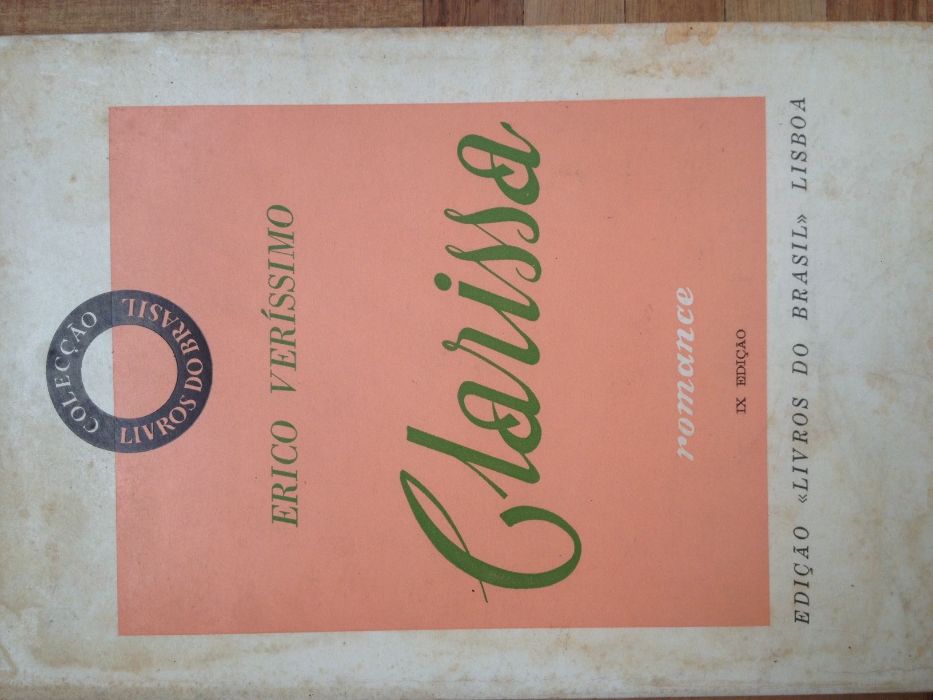 COLECÇÃO
LIVROS DO BRASIL
ERICO VERÍSSIMO
Clarissa
romance
IX EDIÇÃO
EDIÇÃO «LIVROS DO BRASIL» LISBOA